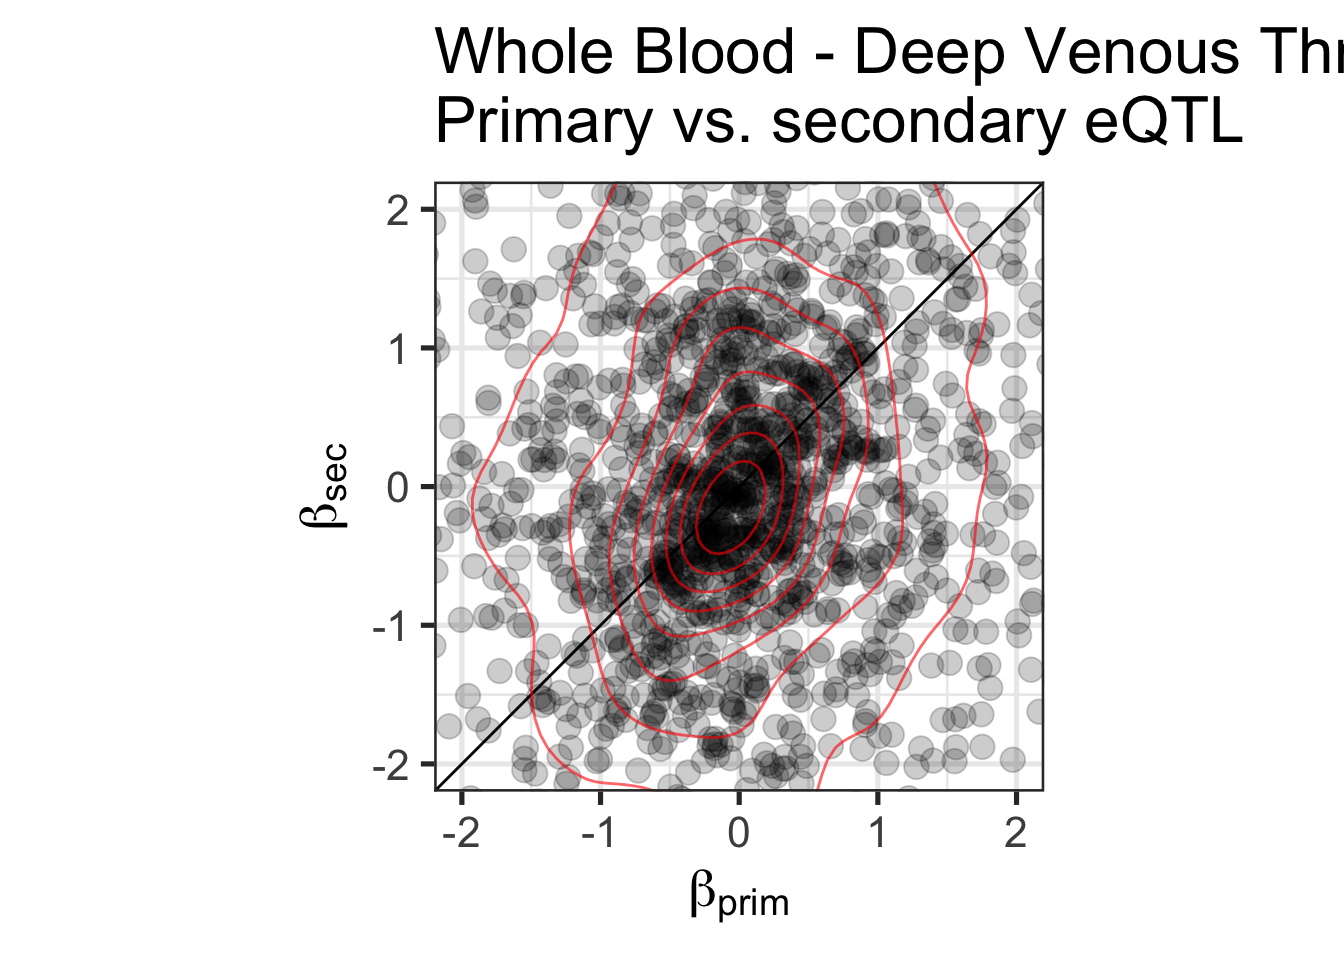 Whole Blood - Deep Venous Thr
Primary vs. secondary eQTL
2
1
0
-1
-2
βsec
-2 -1 0 1 2
βprim